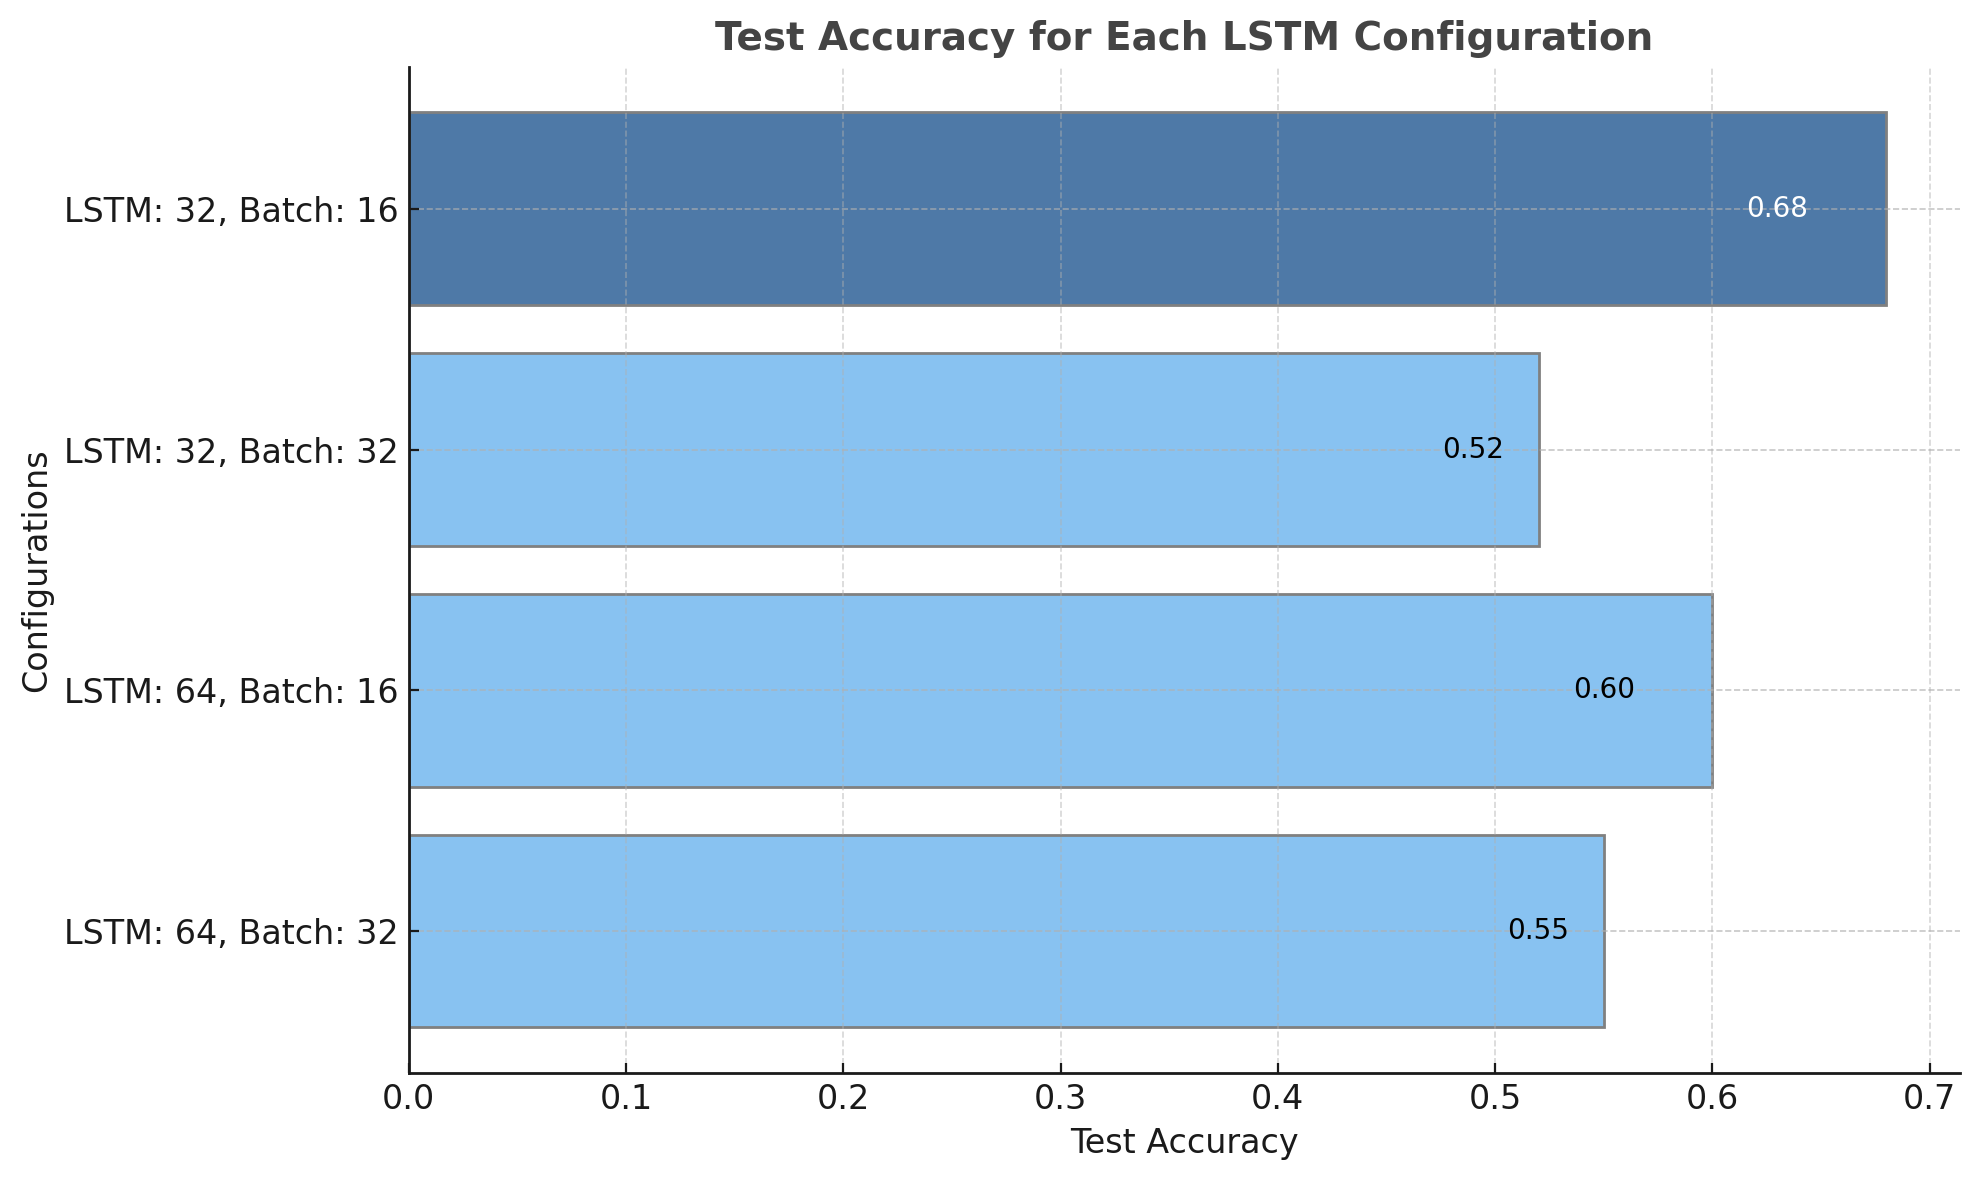 Test Accuracy for Each LSTM Configuration
Configurations
LSTM: 32, Batch: 16
0.68
LSTM: 32, Batch: 32
0.52
LSTM: 64, Batch: 16
0.60
LSTM: 64, Batch: 32
0.55
0.0 0.1 0.2 0.3 0.4 0.5 0.6 0.7
Test Accuracy